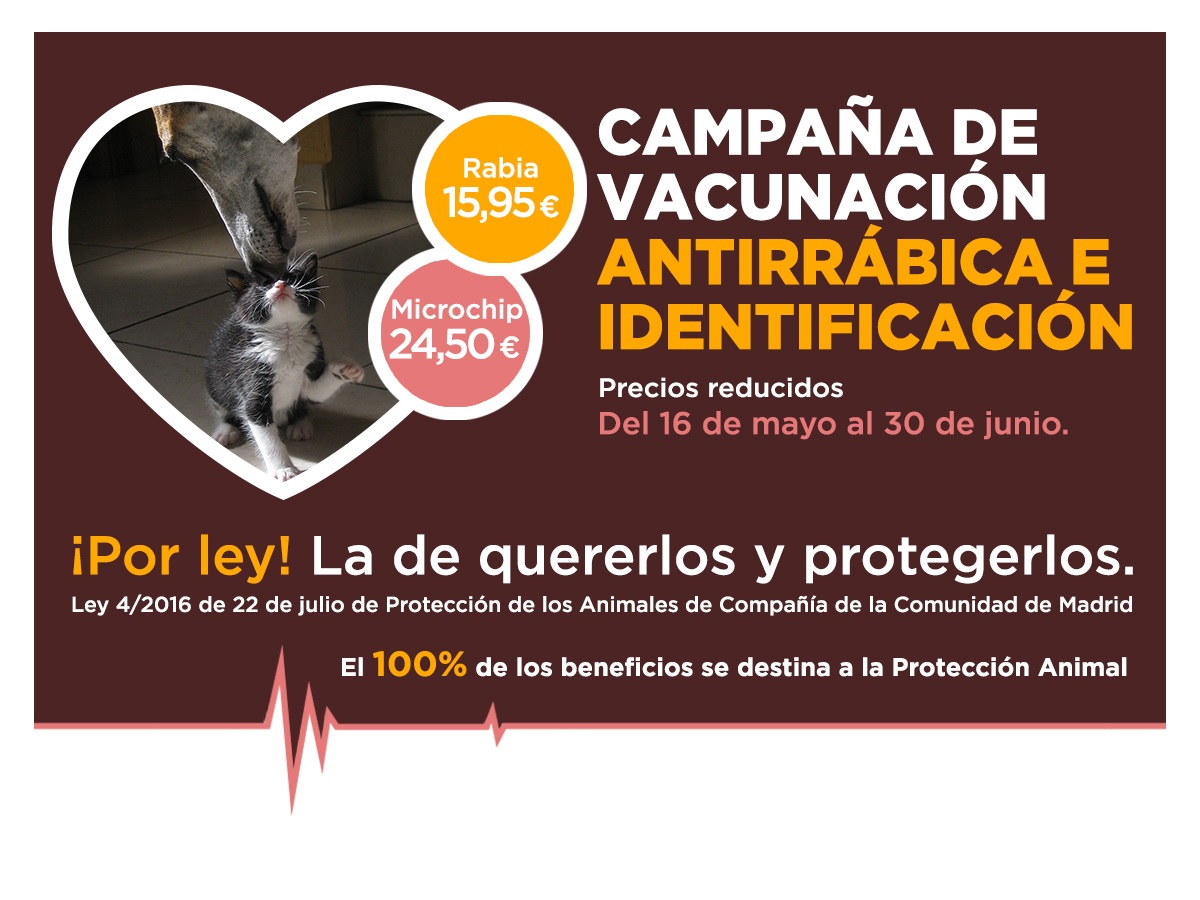 Rabia
15,95 €
Microchip
24,50 €
CAMPAÑA DE
VACUNACIÓN
ANTIRRÁBICA E
IDENTIFICACIÓN
Precios reducidos
Del 16 de mayo al 30 de junio.
¡Por ley! La de quererlos y protegerlos.
Ley 4/2016 de 22 de julio de Protección de los Animales de Compañía de la Comunidad de Madrid
El 100% de los beneficios se destina a la Protección Animal